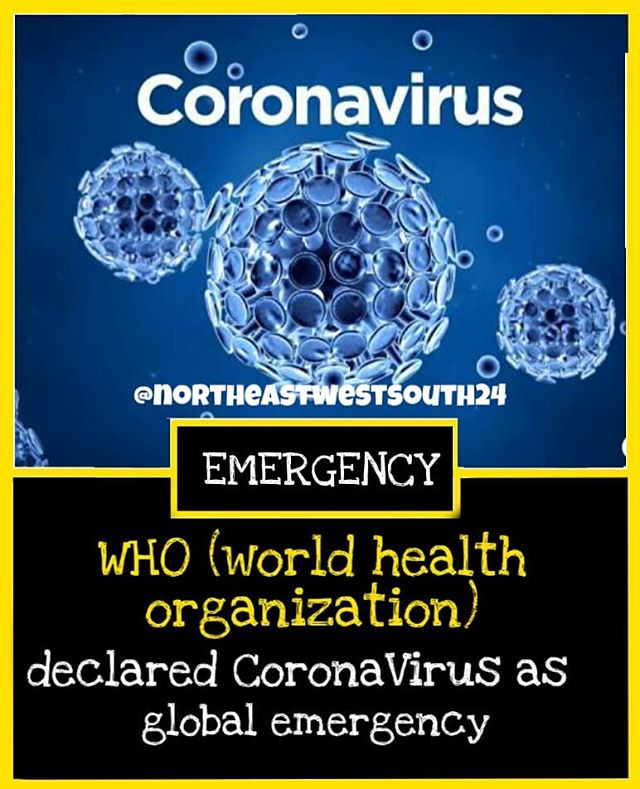 Coronavirus
@northeastwestsouth24
EMERGENCY
WHO (world health
organization)
declared CoronaVirus as
global emergency